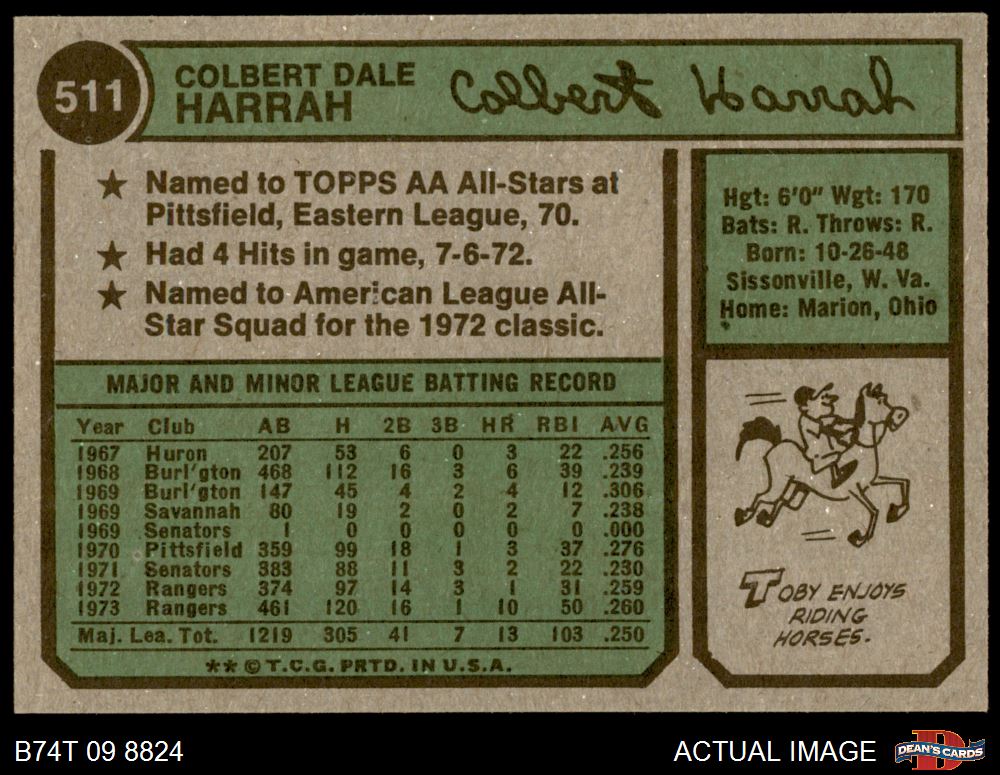 511
COLBERT DALE
HARRAH
Colbert Harrah
★ Named to TOPPS AA All-Stars at
Pittsfield, Eastern League, 70.
★ Had 4 Hits in game, 7-6-72.
★ Named to American League All-
Star Squad for the 1972 classic.
Hgt: 6'0" Wgt: 170
Bats: R. Throws: R.
Born: 10-26-48
Sissonville, W. Va.
Home: Marion, Ohio
MAJOR AND MINOR LEAGUE BATTING RECORD
Year Club AB H 2B 3B HR RBI AVG
1967 Huron 207 53 6 0 3 22 .256
1968 Burl'gton 468 112 16 3 6 39 .239
1969 Burl'gton 147 45 4 2 4 12 .306
1969 Savannah 80 19 2 0 2 7 .238
1969 Senators 1 0 0 0 0 0 .000
1970 Pittsfield 359 99 18 1 3 37 .276
1971 Senators 383 88 11 3 2 22 .230
1972 Rangers 374 97 14 3 1 31 .259
1973 Rangers 461 120 16 1 10 50 .260
Maj. Lea. Tot. 1219 305 41 7 13 103 .250
** © T.C.G. PRTD. IN U.S.A.
TOBY ENJOYS
RIDING
HORSES.
B74T 09 8824
ACTUAL IMAGE
DEAN'S CARDS